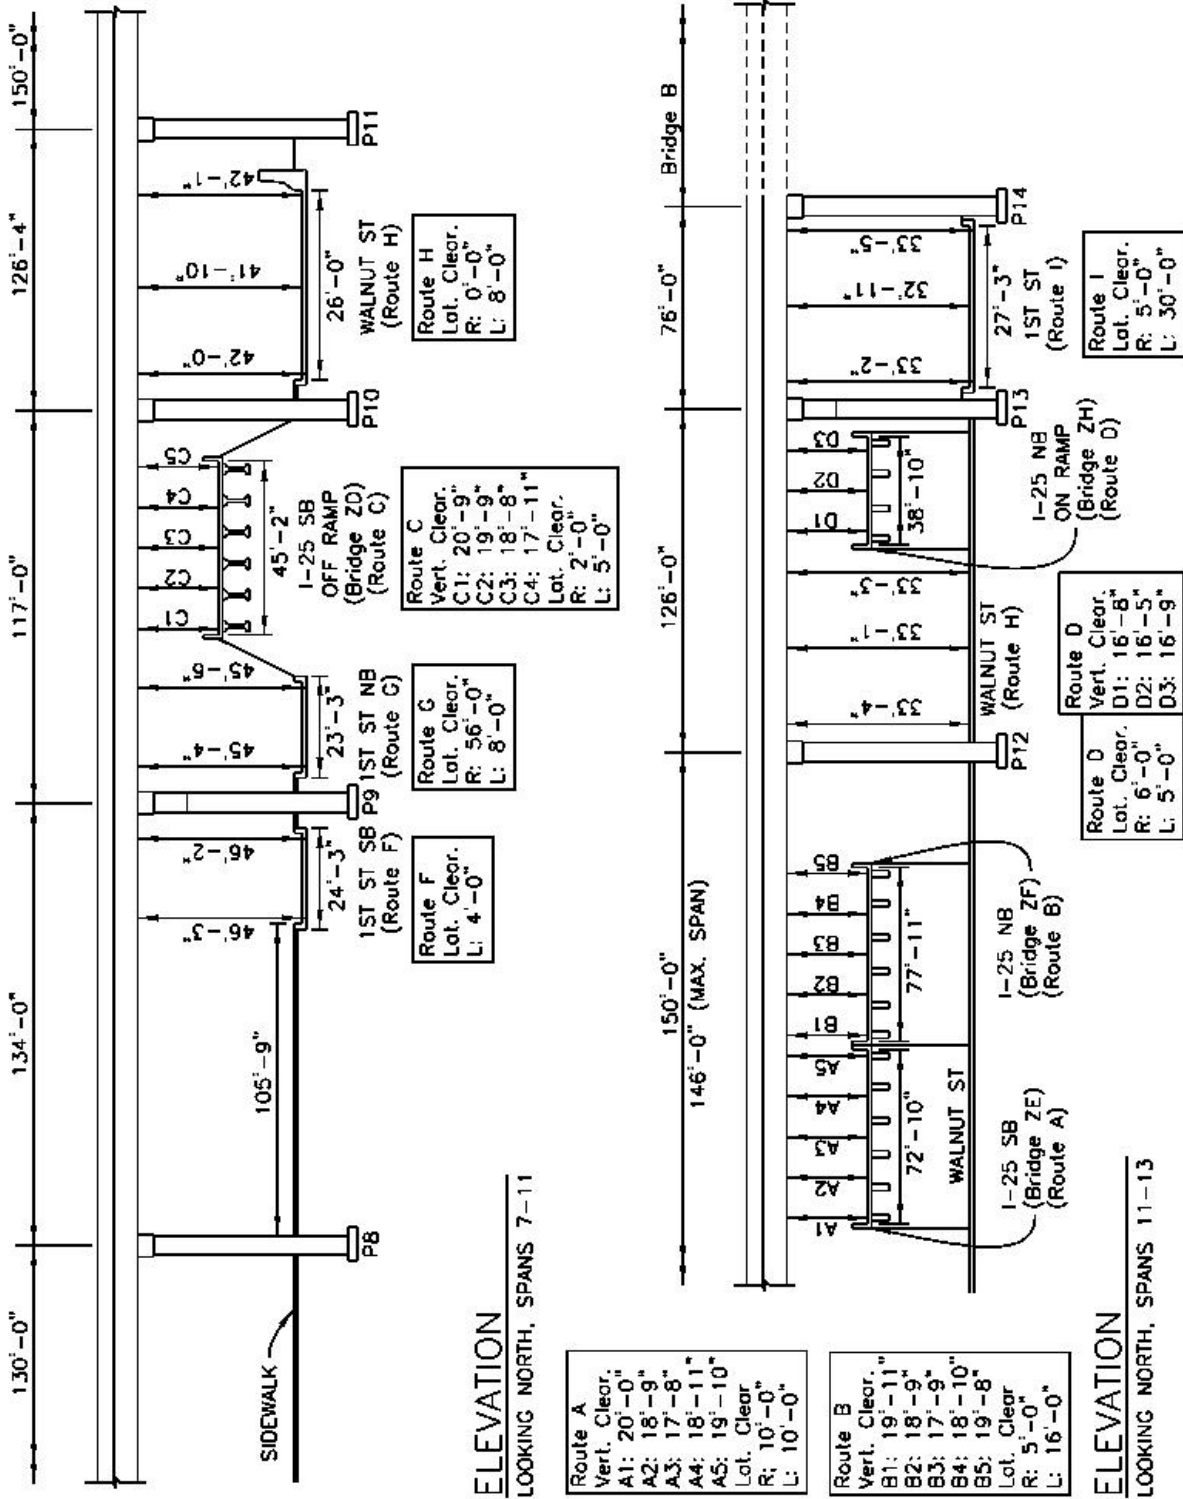 130'-0"
134'-0"
117'-0"
126'-4"
150'-0"
SIDEWALK
105'-9"
46'-3"
46'-2"
45'-4"
45'-6"
C1
C2
C3
C4
C5
42'-0"
41'-10"
42'-1"
24'-3"
23'-3"
45'-2"
26'-0"
P8
P9
P10
P11
1ST ST SB
(Route F)
1ST ST NB
(Route G)
I-25 SB
OFF RAMP
(Bridge ZD)
(Route C)
WALNUT ST
(Route H)
Route F
Lat. Clear.
L: 4'-0"
Route G
Lat. Clear.
R: 56'-0"
L: 8'-0"
Route C
Vert. Clear.
C1: 20'-9"
C2: 19'-9"
C3: 18'-8"
C4: 17'-11"
Lat. Clear.
R: 2'-0"
L: 5'-0"
Route H
Lat. Clear.
R: 0'-0"
L: 8'-0"
ELEVATION
LOOKING NORTH, SPANS 7-11
150'-0"
146'-0" (MAX. SPAN)
126'-0"
76'-0"
Bridge B
A1
A2
A3
A4
A5
B1
B2
B3
B4
B5
33'-4"
33'-1"
33'-3"
D1
D2
D3
33'-2"
32'-11"
33'-5"
72'-10"
77'-11"
38'-10"
27'-3"
WALNUT ST
P12
P13
P14
I-25 SB
(Bridge ZE)
(Route A)
I-25 NB
(Bridge ZF)
(Route B)
WALNUT ST
(Route H)
I-25 NB
ON RAMP
(Bridge ZH)
(Route D)
1ST ST
(Route I)
Route A
Vert. Clear.
A1: 20'-0"
A2: 18'-9"
A3: 17'-8"
A4: 18'-11"
A5: 19'-10"
Lat. Clear
R: 10'-0"
L: 10'-0"
Route B
Vert. Clear.
B1: 19'-11"
B2: 18'-9"
B3: 17'-9"
B4: 18'-10"
B5: 19'-8"
Lat. Clear
R: 5'-0"
L: 16'-0"
Route D
Lat. Clear.
R: 6'-0"
L: 5'-0"
Route D
Vert. Clear.
D1: 16'-8"
D2: 16'-5"
D3: 16'-9"
Route I
Lat. Clear.
R: 5'-0"
L: 30'-0"
ELEVATION
LOOKING NORTH, SPANS 11-13